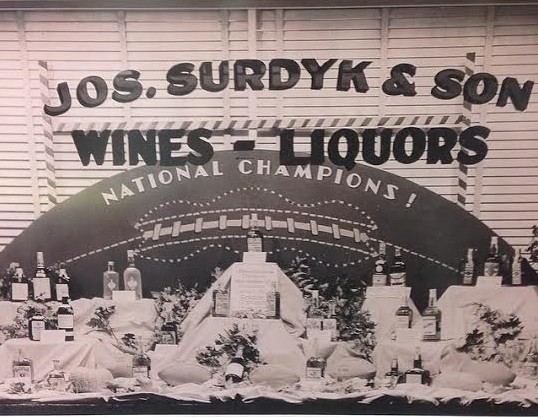 JOS. SURDYK & SON
WINES - LIQUORS
NATIONAL CHAMPIONS!